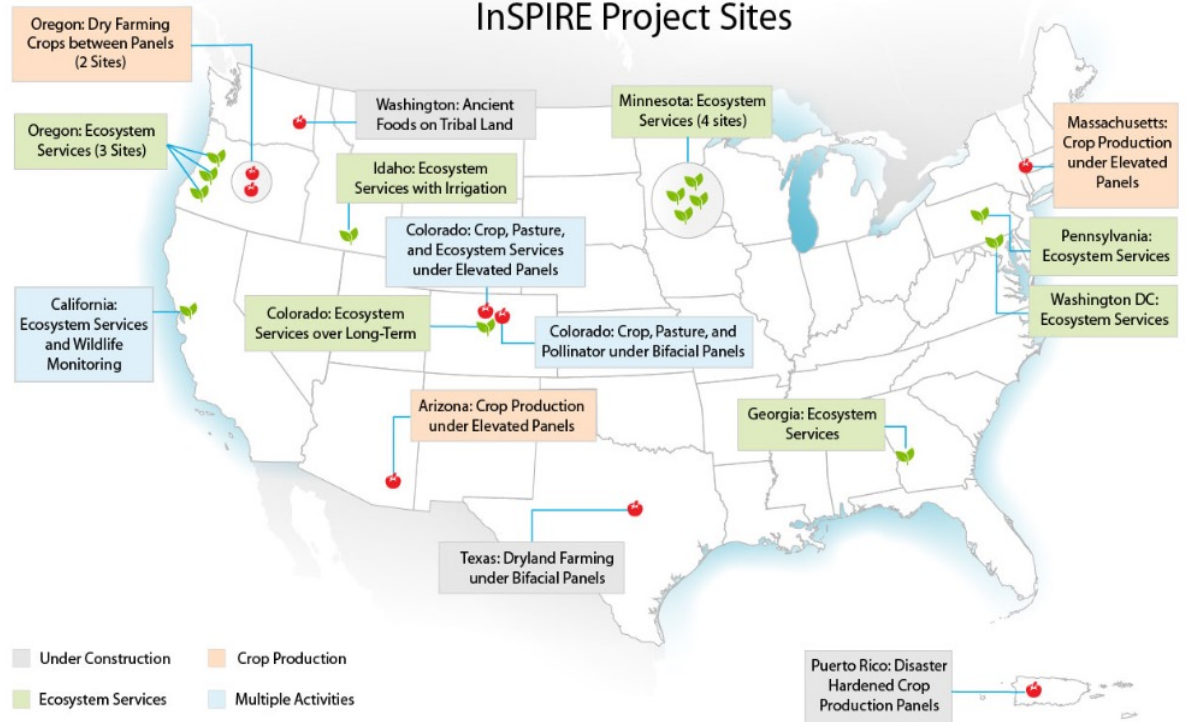 InSPIRE Project Sites
Oregon: Dry Farming
Crops between Panels
(2 Sites)
Oregon: Ecosystem
Services (3 Sites)
Washington: Ancient
Foods on Tribal Land
Idaho: Ecosystem
Services with Irrigation
Minnesota: Ecosystem
Services (4 sites)
Massachusetts:
Crop Production
under Elevated
Panels
Colorado: Crop, Pasture,
and Ecosystem Services
under Elevated Panels
Pennsylvania:
Ecosystem Services
Washington DC:
Ecosystem Services
California:
Ecosystem Services
and Wildlife
Monitoring
Colorado: Ecosystem
Services over Long-Term
Colorado: Crop, Pasture, and
Pollinator under Bifacial Panels
Arizona: Crop Production
under Elevated Panels
Georgia: Ecosystem
Services
Texas: Dryland Farming
under Bifacial Panels
Under Construction
Crop Production
Ecosystem Services
Multiple Activities
Puerto Rico: Disaster
Hardened Crop
Production Panels